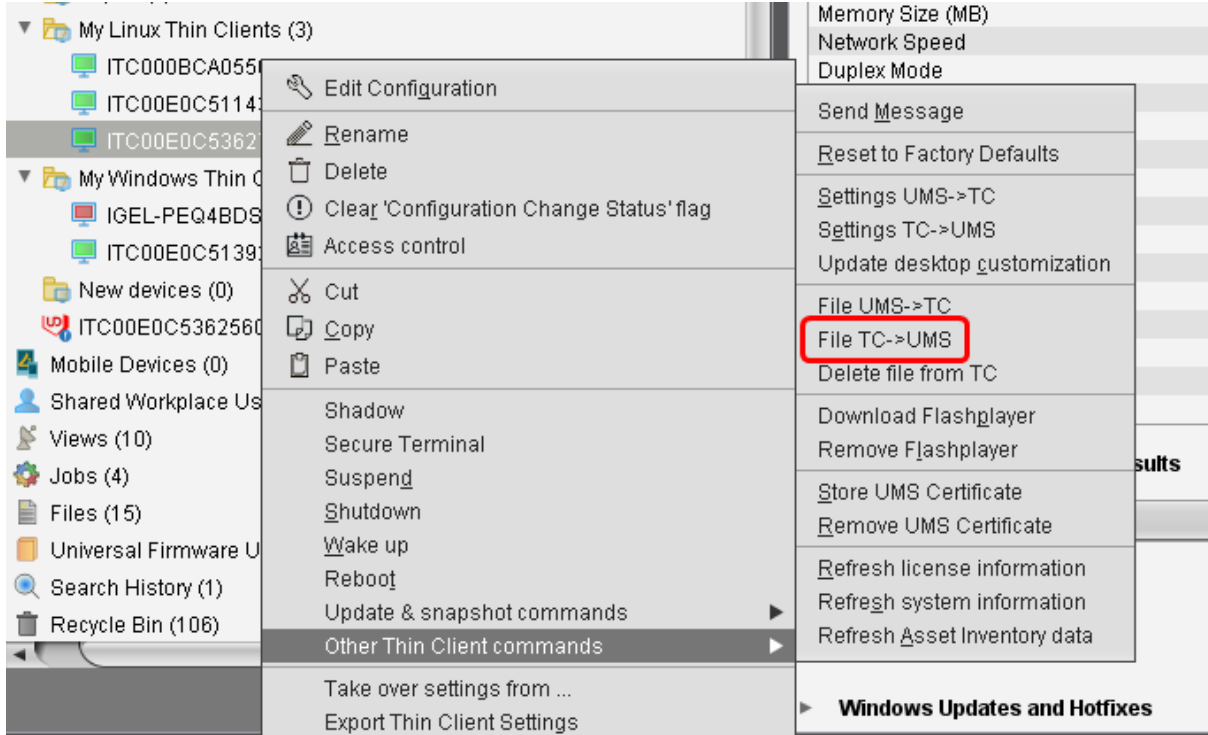 My Linux Thin Clients (3)
ITC000BCA055
ITC00E0C5114
ITC00E0C5362
My Windows Thin
IGEL-PEQ4BDS
ITC00E0C5139
New devices (0)
ITC00E0C5362560
Mobile Devices (0)
Shared Workplace Us
Views (10)
Jobs (4)
Files (15)
Universal Firmware U
Search History (1)
Recycle Bin (106)
Edit Configuration
Rename
Delete
Clear 'Configuration Change Status' flag
Access control
Cut
Copy
Paste
Shadow
Secure Terminal
Suspend
Shutdown
Wake up
Reboot
Update & snapshot commands
Other Thin Client commands
Take over settings from ...
Export Thin Client Settings
Send Message
Reset to Factory Defaults
Settings UMS->TC
Settings TC->UMS
Update desktop customization
File UMS->TC
File TC->UMS
Delete file from TC
Download Flashplayer
Remove Flashplayer
Store UMS Certificate
Remove UMS Certificate
Refresh license information
Refresh system information
Refresh Asset Inventory data
Memory Size (MB)
Network Speed
Duplex Mode
sults
Windows Updates and Hotfixes